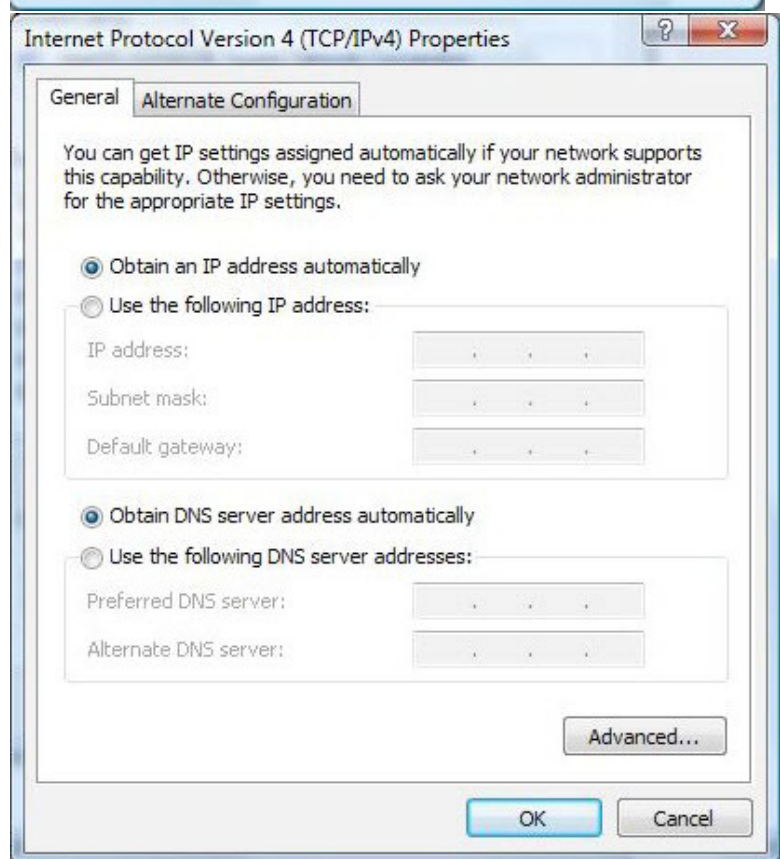 Internet Protocol Version 4 (TCP/IPv4) Properties
?
X
General
Alternate Configuration
You can get IP settings assigned automatically if your network supports
this capability. Otherwise, you need to ask your network administrator
for the appropriate IP settings.
Obtain an IP address automatically
Use the following IP address:
IP address:
. . .
Subnet mask:
. . .
Default gateway:
. . .
Obtain DNS server address automatically
Use the following DNS server addresses:
Preferred DNS server:
. . .
Alternate DNS server:
. . .
Advanced...
OK
Cancel